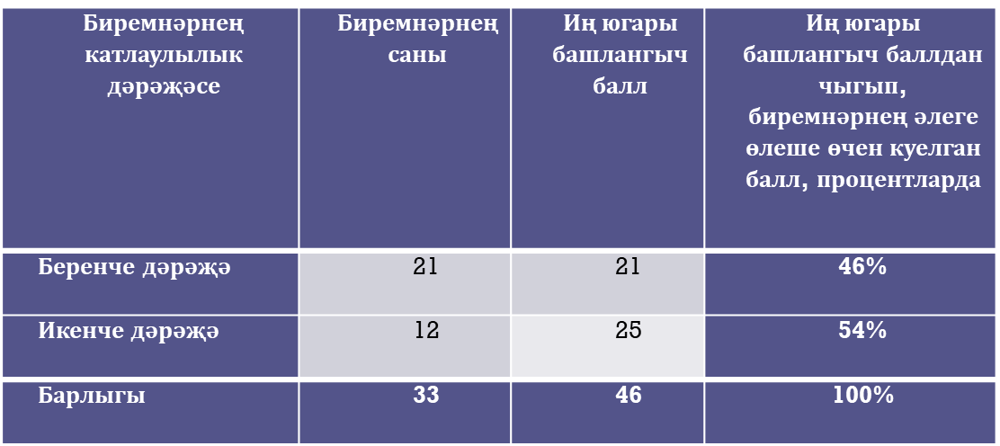 Биремнәрнең
катлаулылык
дәрәҗәсе
Биремнәрнең
саны
Иң югары
башлангыч
балл
Иң югары
башлангыч баллдан
чыгып,
биремнәрнең әлеге
өлеше өчен куелган
балл, процентларда
Беренче дәрәҗә
21
21
46%
Икенче дәрәҗә
12
25
54%
Барлыгы
33
46
100%